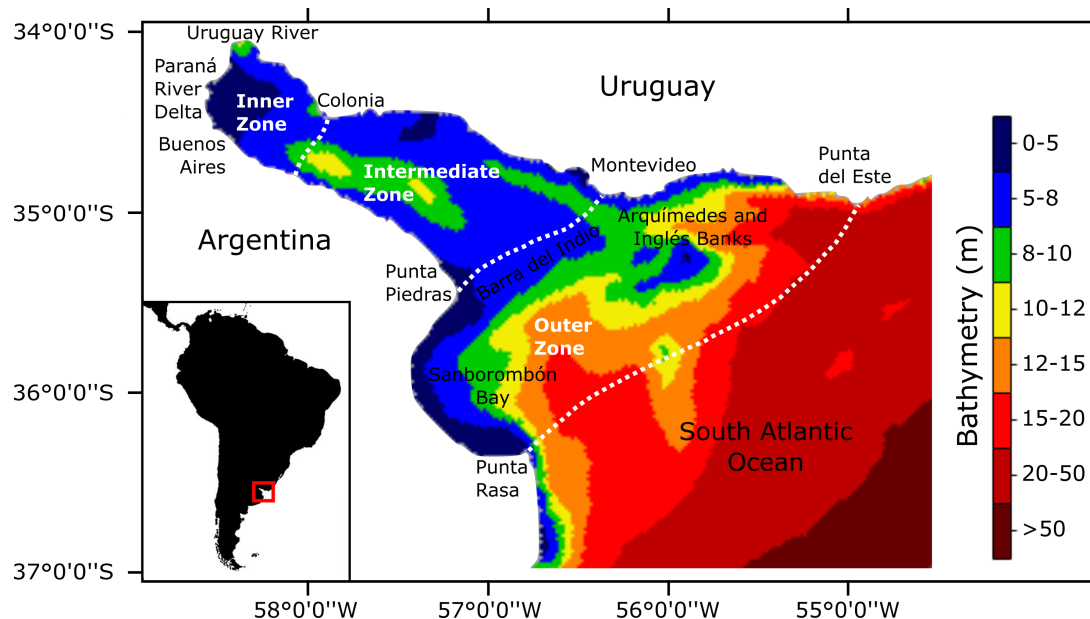 34°0'0''S
35°0'0''S
36°0'0''S
37°0'0''S
Uruguay River
Paraná
River
Delta
Inner
Zone
Colonia
Buenos
Aires
Uruguay
Intermediate
Zone
Montevideo
Punta
del Este
Argentina
Arquímedes and
Inglés Banks
Barra del Indio
Punta
Piedras
Outer
Zone
Sanborombón
Bay
South Atlantic
Ocean
Punta
Rasa
58°0'0''W
57°0'0''W
56°0'0''W
55°0'0''W
Bathymetry (m)
0-5
5-8
8-10
10-12
12-15
15-20
20-50
>50